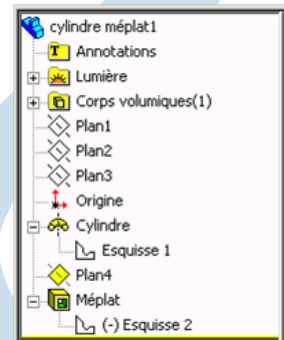 cylindre méplat1
Annotations
Lumière
Corps volumiques(1)
Plan1
Plan2
Plan3
Origine
Cylindre
Esquisse 1
Plan4
Méplat
(-) Esquisse 2